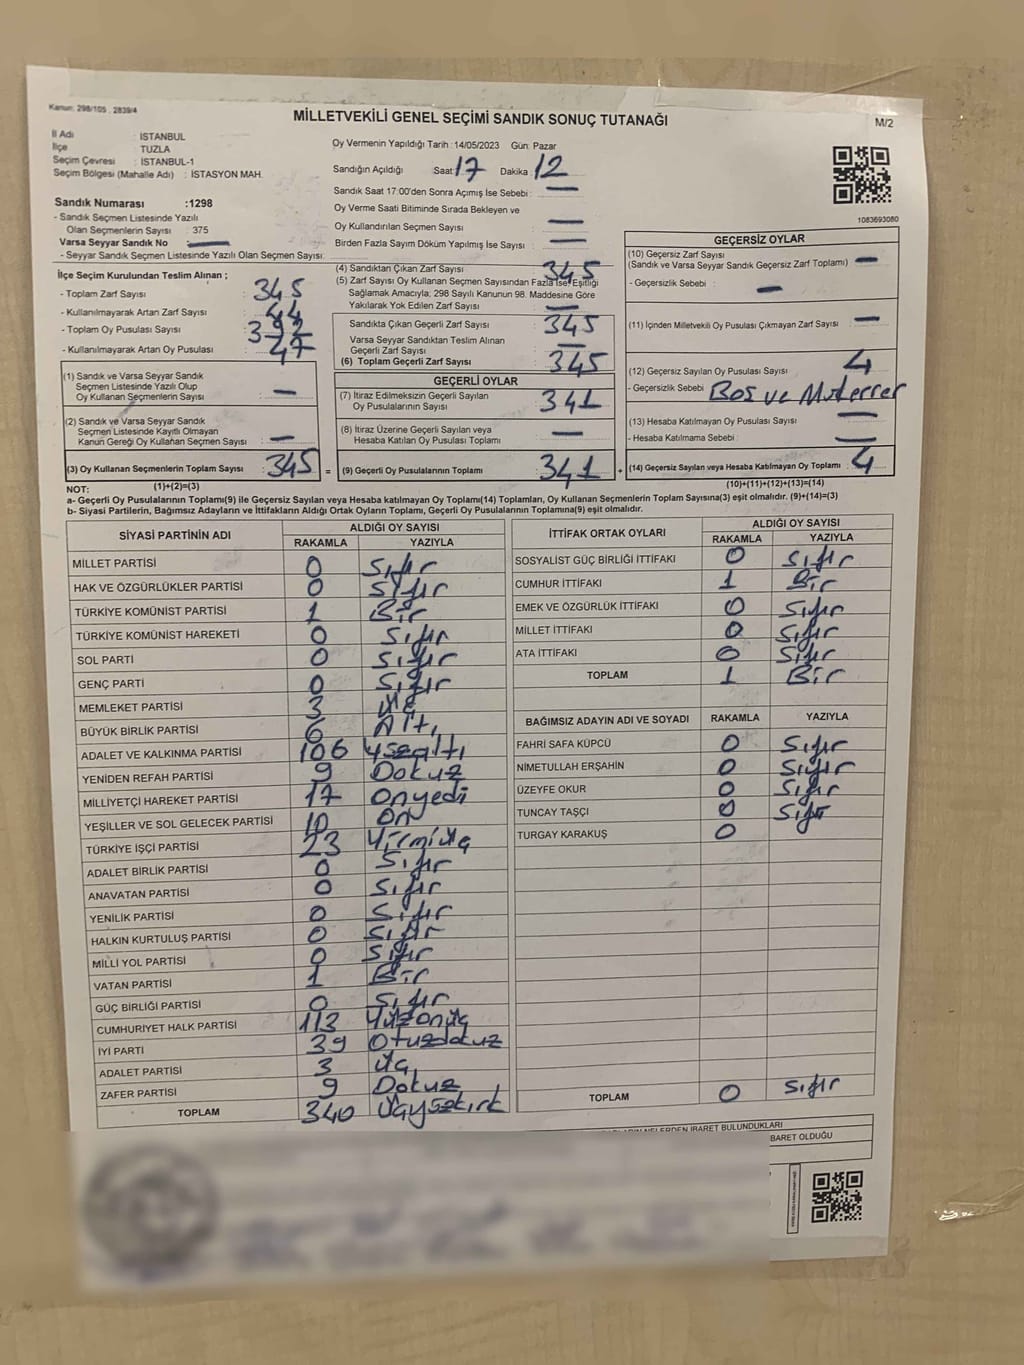 Kanun: 298/105 , 2839/4
MİLLETVEKİLİ GENEL SEÇİMİ SANDIK SONUÇ TUTANAĞI
M/2
İl Adı : İSTANBUL
İlçe : TUZLA
Seçim Çevresi : İSTANBUL-1
Seçim Bölgesi (Mahalle Adı) : İSTASYON MAH.
Oy Vermenin Yapıldığı Tarih : 14/05/2023 Gün: Pazar
Sandığın Açıldığı Saat: 17 Dakika : 12
Sandık Saat 17:00'den Sonra Açımış İse Sebebi : —
Oy Verme Saati Bitiminde Sırada Bekleyen ve
Oy Kullandırılan Seçmen Sayısı : —
Birden Fazla Sayım Döküm Yapılmış İse Sayısı : —
1083693080
Sandık Numarası :1298
- Sandık Seçmen Listesinde Yazılı
Olan Seçmenlerin Sayısı : 375
Varsa Seyyar Sandık No : —
- Seyyar Sandık Seçmen Listesinde Yazılı Olan Seçmen Sayısı:
İlçe Seçim Kurulundan Teslim Alınan ;
- Toplam Zarf Sayısı : 345
- Kullanılmayarak Artan Zarf Sayısı : 44
- Toplam Oy Pusulası Sayısı : 392
- Kullanılmayarak Artan Oy Pusulası : 47
(1) Sandık ve Varsa Seyyar Sandık
Seçmen Listesinde Yazılı Olup
Oy Kullanan Seçmenlerin Sayısı : —
(2) Sandık ve Varsa Seyyar Sandık
Seçmen Listesinde Kayıtlı Olmayan
Kanun Gereği Oy Kullanan Seçmen Sayısı : —
(3) Oy Kullanan Seçmenlerin Toplam Sayısı : 345 =
(1)+(2)=(3)
(4) Sandıktan Çıkan Zarf Sayısı : 345
(5) Zarf Sayısı Oy Kullanan Seçmen Sayısından Fazla İse, Eşitliği
Sağlamak Amacıyla; 298 Sayılı Kanunun 98. Maddesine Göre
Yakılarak Yok Edilen Zarf Sayısı : —
Sandıkta Çıkan Geçerli Zarf Sayısı : 345
Varsa Seyyar Sandıktan Teslim Alınan
Geçerli Zarf Sayısı : —
(6) Toplam Geçerli Zarf Sayısı : 345
GEÇERLİ OYLAR
(7) İtiraz Edilmeksizin Geçerli Sayılan
Oy Pusulalarının Sayısı : 341
(8) İtiraz Üzerine Geçerli Sayılan veya
Hesaba Katılan Oy Pusulası Toplamı : —
(9) Geçerli Oy Pusulalarının Toplamı : 341 +
GEÇERSİZ OYLAR
(10) Geçersiz Zarf Sayısı
(Sandık ve Varsa Seyyar Sandık Geçersiz Zarf Toplamı) : —
- Geçersizlik Sebebi : —
(11) İçinden Milletvekili Oy Pusulası Çıkmayan Zarf Sayısı : —
(12) Geçersiz Sayılan Oy Pusulası Sayısı : 4
- Geçersizlik Sebebi : Boş ve
(13) Hesaba Katılmayan Oy Pusulası Sayısı : —
- Hesaba Katılmama Sebebi : —
(14) Geçersiz Sayılan veya Hesaba Katılmayan Oy Toplamı : 4
(10)+(11)+(12)+(13)=(14)
NOT:
a- Geçerli Oy Pusulalarının Toplamı(9) ile Geçersiz Sayılan veya Hesaba katılmayan Oy Toplamı(14) Toplamları, Oy Kullanan Seçmenlerin Toplam Sayısına(3) eşit olmalıdır. (9)+(14)=(3)
b- Siyasi Partilerin, Bağımsız Adayların ve İttifakların Aldığı Ortak Oyların Toplamı, Geçerli Oy Pusulalarının Toplamına(9) eşit olmalıdır.
SİYASİ PARTİNİN ADI ALDIĞI OY SAYISI
RAKAMLA YAZIYLA
MİLLET PARTİSİ 0 Sıfır
HAK VE ÖZGÜRLÜKLER PARTİSİ 0 Sıfır
TÜRKİYE KOMÜNİST PARTİSİ 1 Bir
TÜRKİYE KOMÜNİST HAREKETİ 0 Sıfır
SOL PARTİ 0 Sıfır
GENÇ PARTİ 0 Sıfır
MEMLEKET PARTİSİ 3 üç
BÜYÜK BİRLİK PARTİSİ 6 Altı
ADALET VE KALKINMA PARTİSİ 106 yüzaltı
YENİDEN REFAH PARTİSİ 9 Dokuz
MİLLİYETÇİ HAREKET PARTİSİ 17 onyedi
YEŞİLLER VE SOL GELECEK PARTİSİ 10 ON
TÜRKİYE İŞÇİ PARTİSİ 23 Yirmiüç
ADALET BİRLİK PARTİSİ 0 Sıfır
ANAVATAN PARTİSİ 0 Sıfır
YENİLİK PARTİSİ 0 Sıfır
HALKIN KURTULUŞ PARTİSİ 0 Sıfır
MİLLİ YOL PARTİSİ 0 Sıfır
VATAN PARTİSİ 1 Bir
GÜÇ BİRLİĞİ PARTİSİ 0 Sıfır
CUMHURİYET HALK PARTİSİ 113 Yüzonüç
İYİ PARTİ 39 Otuzdokuz
ADALET PARTİSİ 3 üç
ZAFER PARTİSİ 9 Dokuz
TOPLAM 340 üçyüzkırk
İTTİFAK ORTAK OYLARI ALDIĞI OY SAYISI
RAKAMLA YAZIYLA
SOSYALİST GÜÇ BİRLİĞİ İTTİFAKI 0 Sıfır
CUMHUR İTTİFAKI 1 Bir
EMEK VE ÖZGÜRLÜK İTTİFAKI 0 Sıfır
MİLLET İTTİFAKI 0 Sıfır
ATA İTTİFAKI 0 Sıfır
TOPLAM 1 Bir
BAĞIMSIZ ADAYIN ADI VE SOYADI RAKAMLA YAZIYLA
FAHRİ SAFA KÜPCÜ 0 Sıfır
NİMETULLAH ERŞAHİN 0 Sıfır
ÜZEYFE OKUR 0 Sıfır
TUNCAY TAŞÇI 0 Sıfır
TURGAY KARAKUŞ 0
TOPLAM 0 Sıfır
NELERDEN İBARET BULUNDUKLARI
BARET OLDUĞU